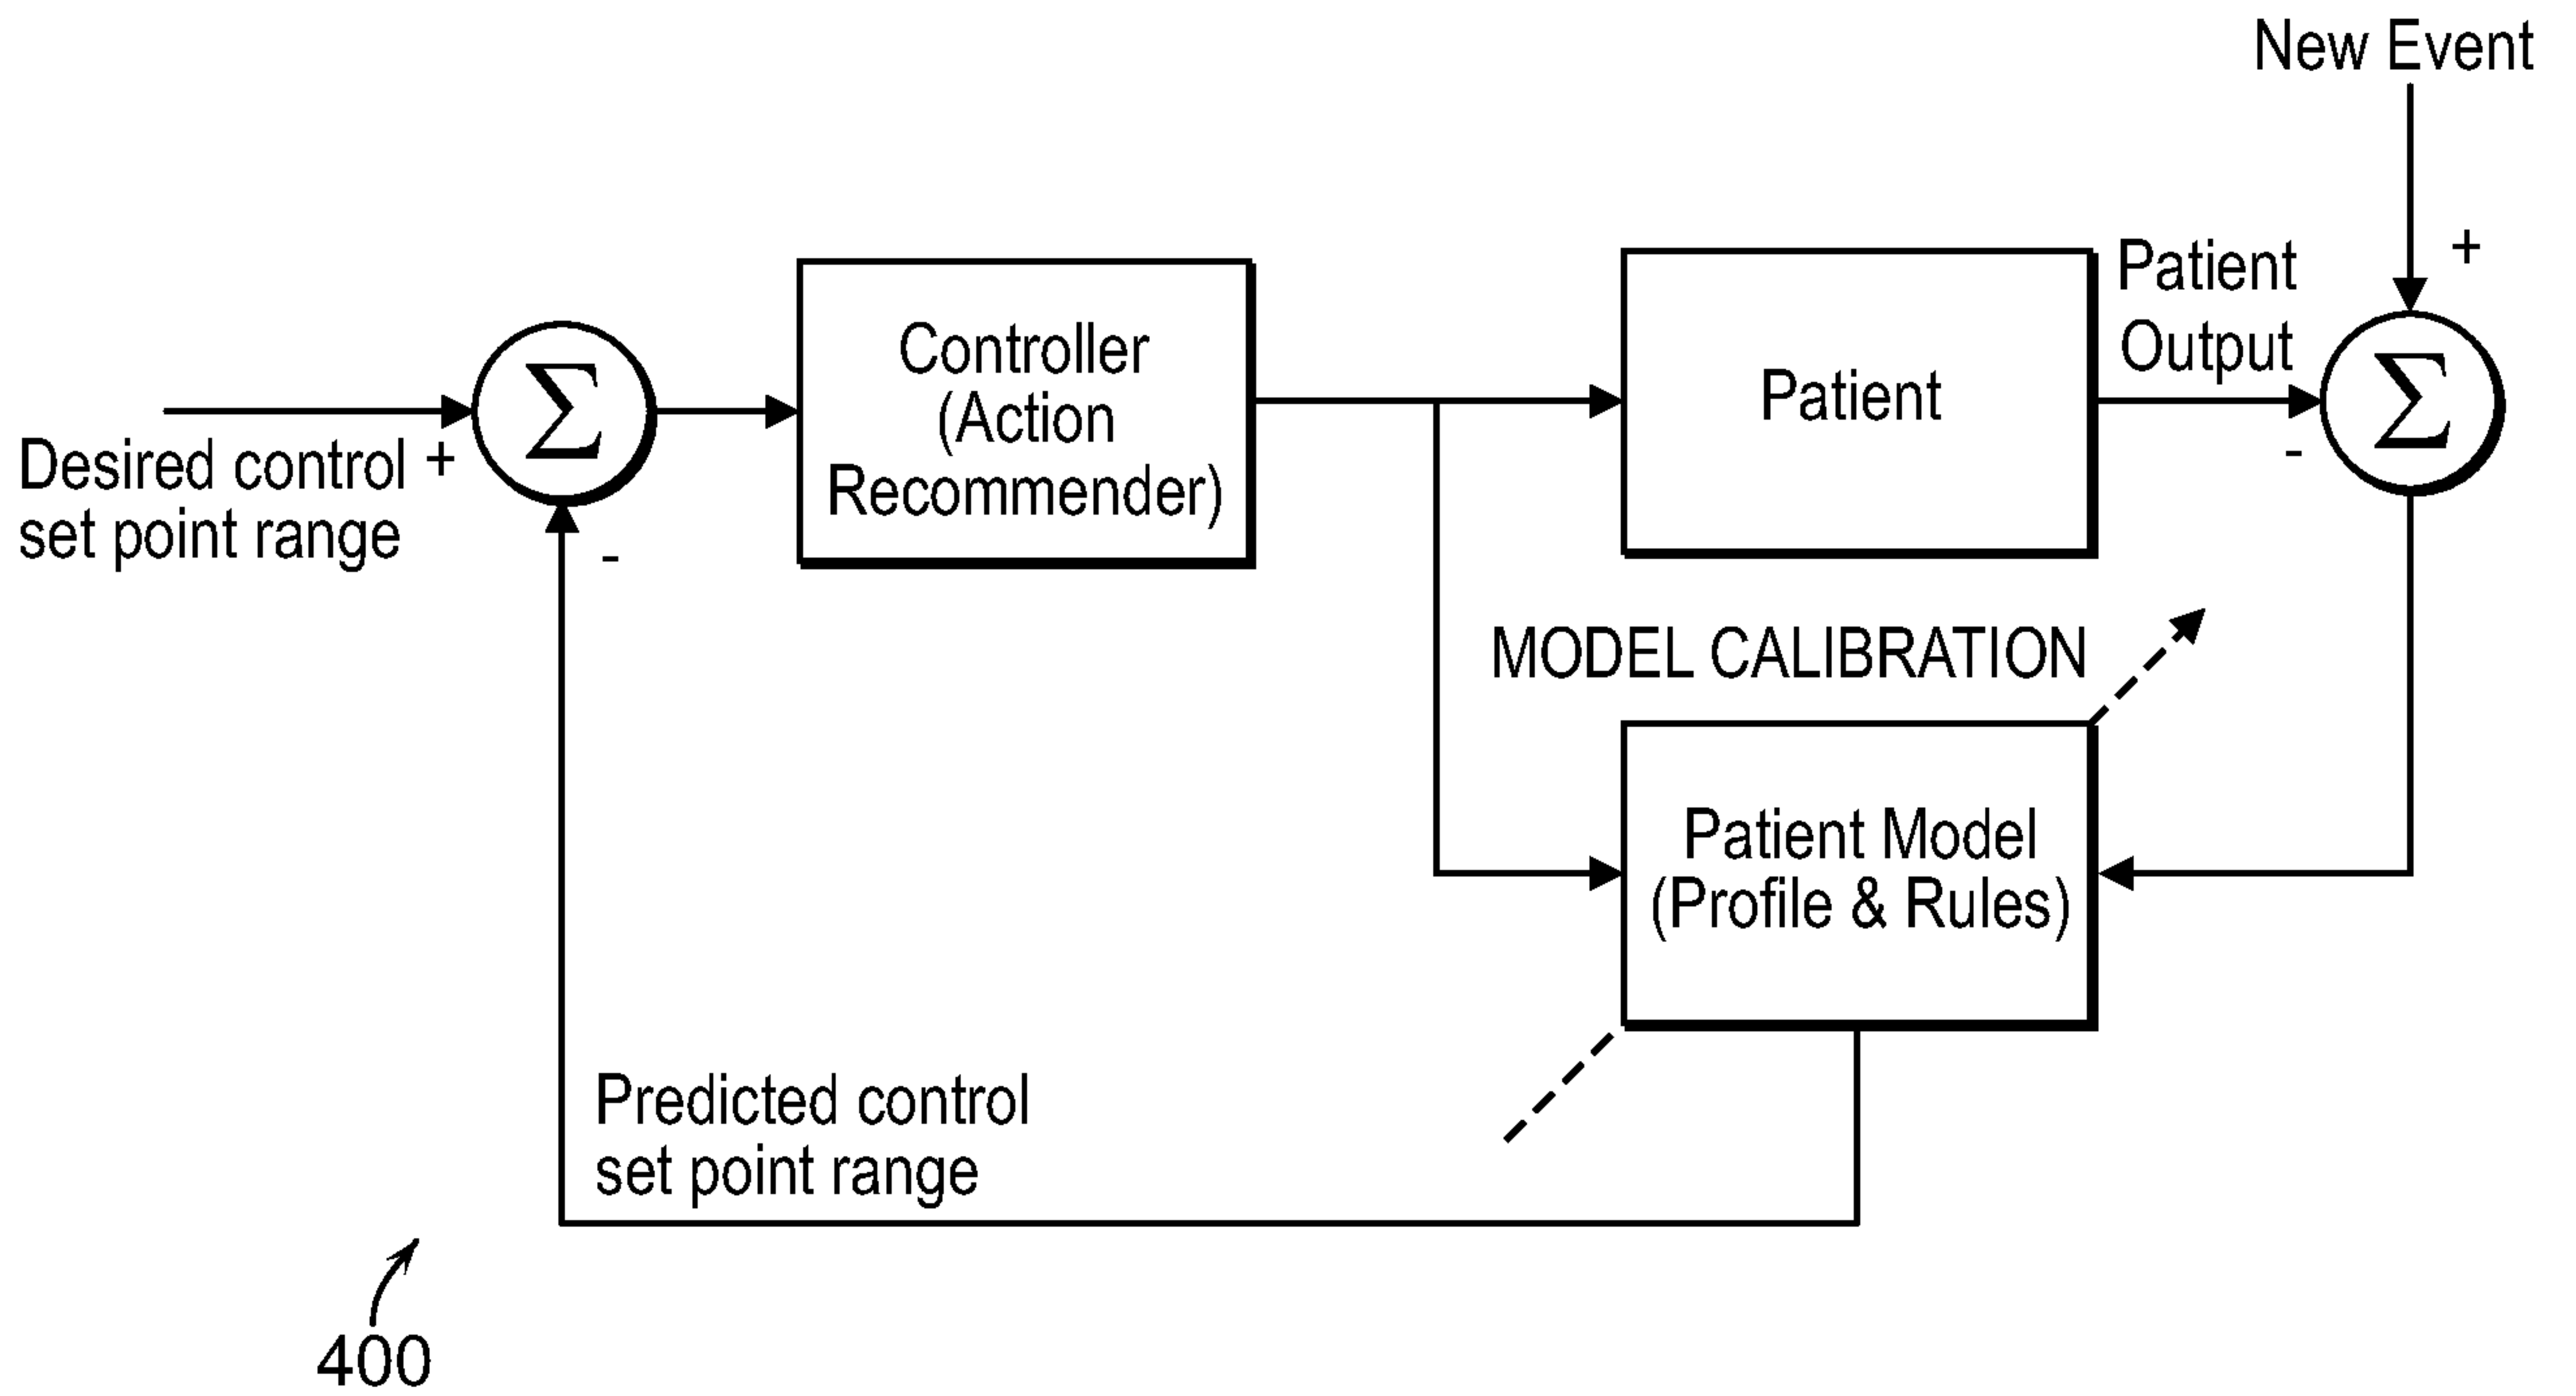 New Event
+
Patient
Output
-
Σ
Desired control
set point range
+
Σ
-
Controller
(Action
Recommender)
Patient
MODEL CALIBRATION
Patient Model
(Profile & Rules)
Predicted control
set point range
400